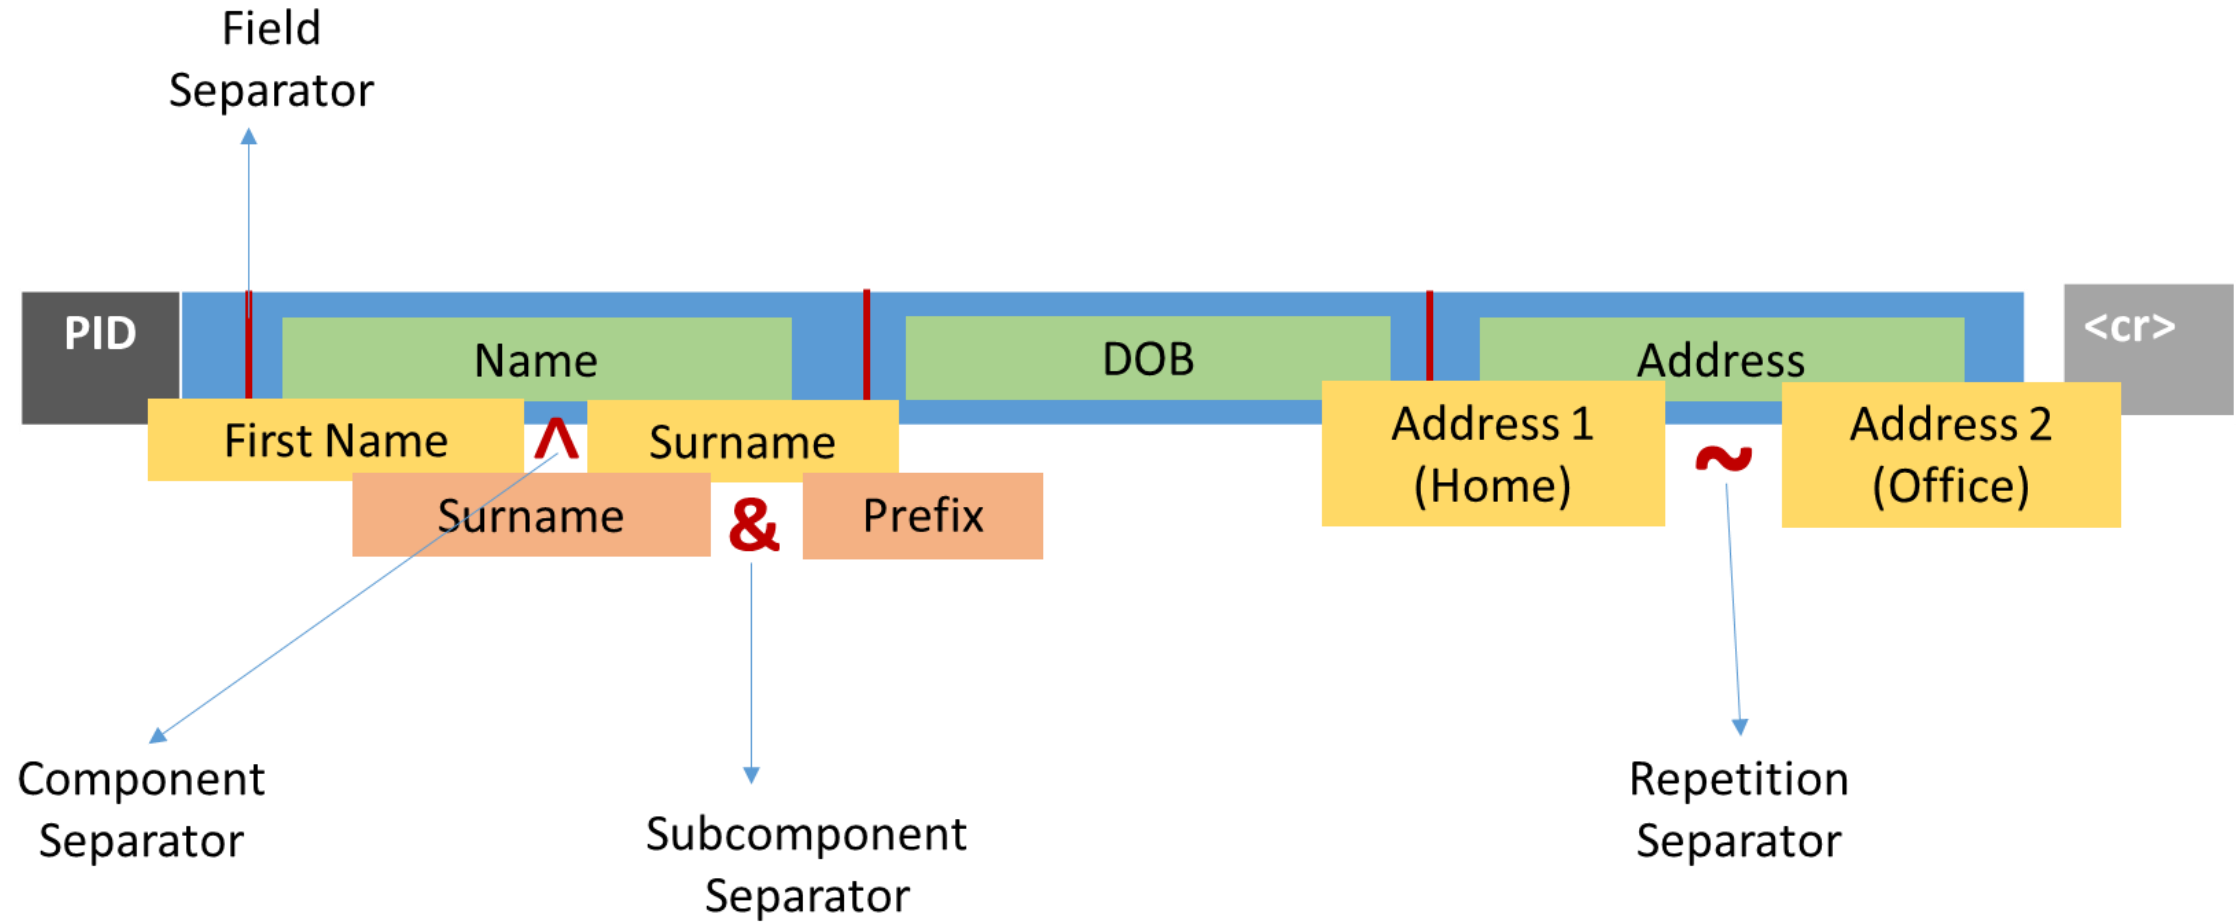 Field
Separator
PID
Name
DOB
Address
<cr>
First Name
^
Surname
Address 1
(Home)
~
Address 2
(Office)
Surname
&
Prefix
Component
Separator
Subcomponent
Separator
Repetition
Separator